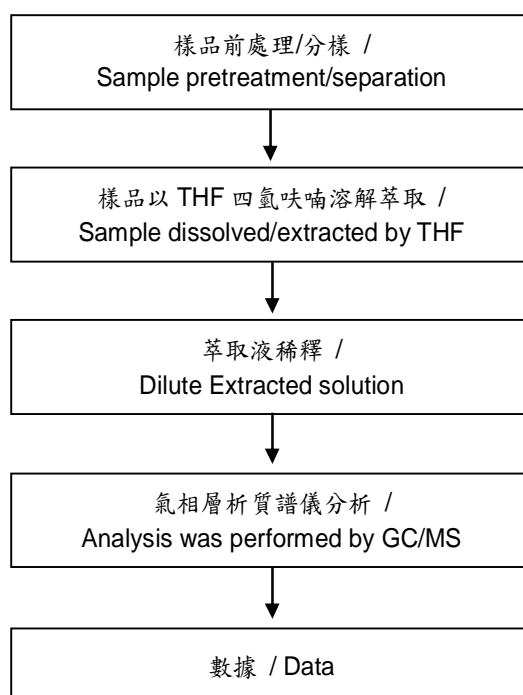 樣品前處理/分樣 /
Sample pretreatment/separation
樣品以 THF 四氫呋喃溶解萃取 /
Sample dissolved/extracted by THF
萃取液稀釋 /
Dilute Extracted solution
氣相層析質譜儀分析 /
Analysis was performed by GC/MS
數據 / Data